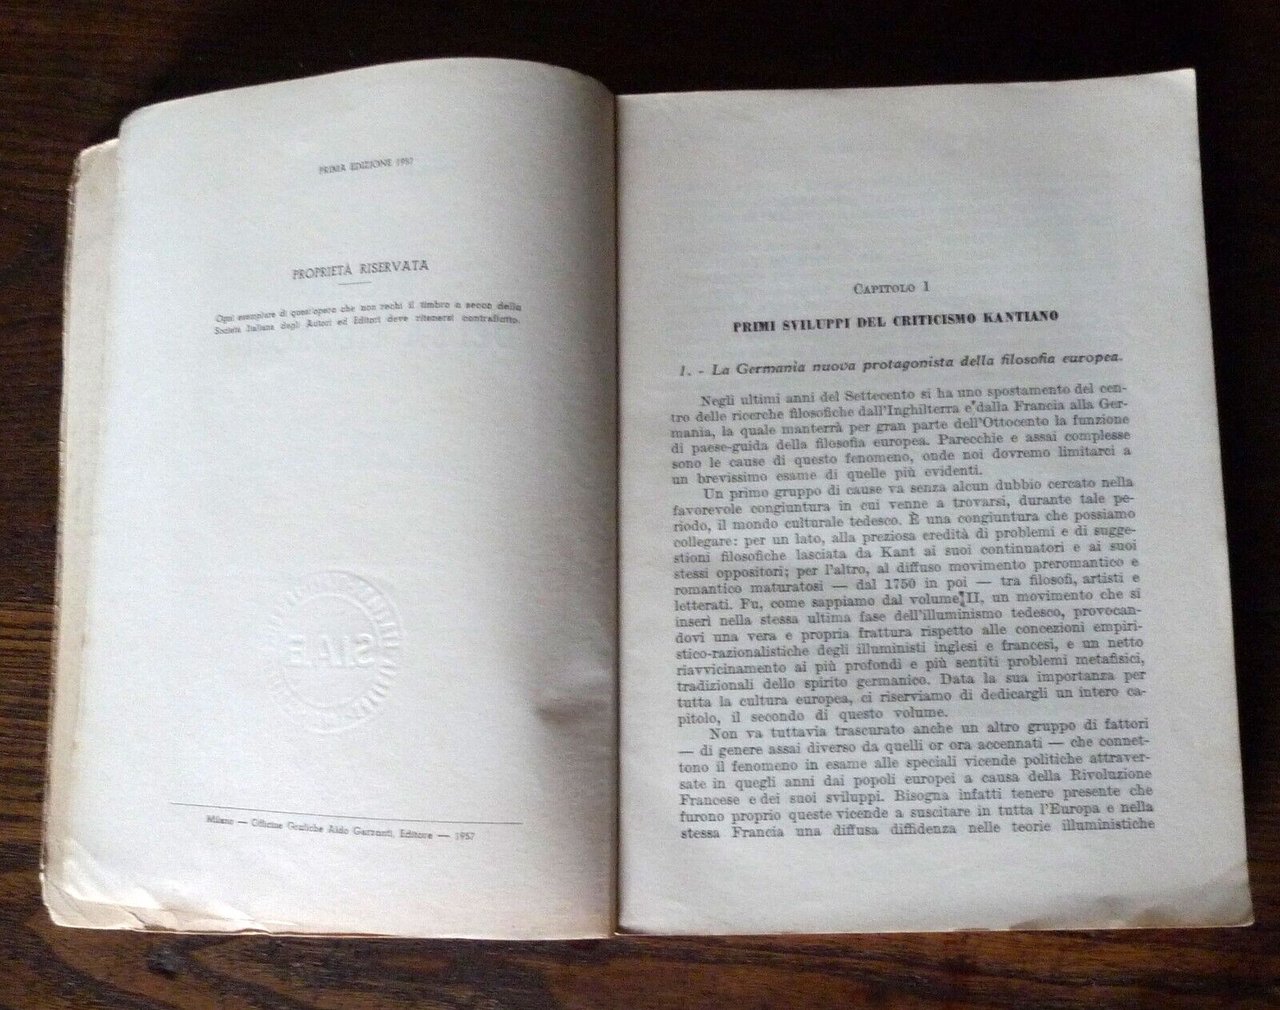 PRIMA EDIZIONE 1957
PROPRIETÀ RISERVATA
Ogni esemplare di quest'opera che non rechi il timbro a secco della
Società Italiana degli Autori ed Editori deve ritenersi contraffatto.
S.I.A.E
Milano — Officine Grafiche Aldo Garzanti, Editore — 1957
CAPITOLO I
PRIMI SVILUPPI DEL CRITICISMO KANTIANO
1. - La Germania nuova protagonista della filosofia europea.
Negli ultimi anni del Settecento si ha uno spostamento del cen-
tro delle ricerche filosofiche dall'Inghilterra e dalla Francia alla Ger-
mania, la quale manterrà per gran parte dell'Ottocento la funzione
di paese-guida della filosofia europea. Parecchie e assai complesse
sono le cause di questo fenomeno, onde noi dovremo limitarci a
un brevissimo esame di quelle più evidenti.
Un primo gruppo di cause va senza alcun dubbio cercato nella
favorevole congiuntura in cui venne a trovarsi, durante tale pe-
riodo, il mondo culturale tedesco. È una congiuntura che possiamo
collegare: per un lato, alla preziosa eredità di problemi e di sugge-
stioni filosofiche lasciata da Kant ai suoi continuatori e ai suoi
stessi oppositori; per l'altro, al diffuso movimento preromantico e
romantico maturatosi — dal 1750 in poi — tra filosofi, artisti e
letterati. Fu, come sappiamo dal volume II, un movimento che si
inserì nella stessa ultima fase dell'illuminismo tedesco, provocan-
dovi una vera e propria frattura rispetto alle concezioni empiri-
stico-razionalistiche degli illuministi inglesi e francesi, e un netto
riavvicinamento ai più profondi e più sentiti problemi metafisici,
tradizionali dello spirito germanico. Data la sua importanza per
tutta la cultura europea, ci riserviamo di dedicargli un intero ca-
pitolo, il secondo di questo volume.
Non va tuttavia trascurato anche un altro gruppo di fattori
— di genere assai diverso da quelli or ora accennati — che connet-
tono il fenomeno in esame alle speciali vicende politiche attraver-
sate in quegli anni dai popoli europei a causa della Rivoluzione
Francese e dei suoi sviluppi. Bisogna infatti tenere presente che
furono proprio queste vicende a suscitare in tutta l'Europa e nella
stessa Francia una diffusa diffidenza nelle teorie illuministiche